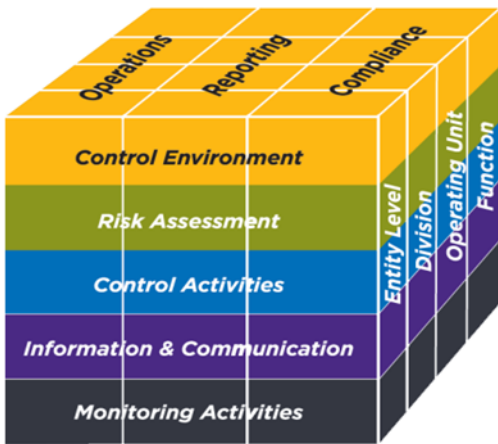 Operations
Reporting
Compliance
Control Environment
Risk Assessment
Control Activities
Information & Communication
Monitoring Activities
Entity Level
Division
Operating Unit
Function